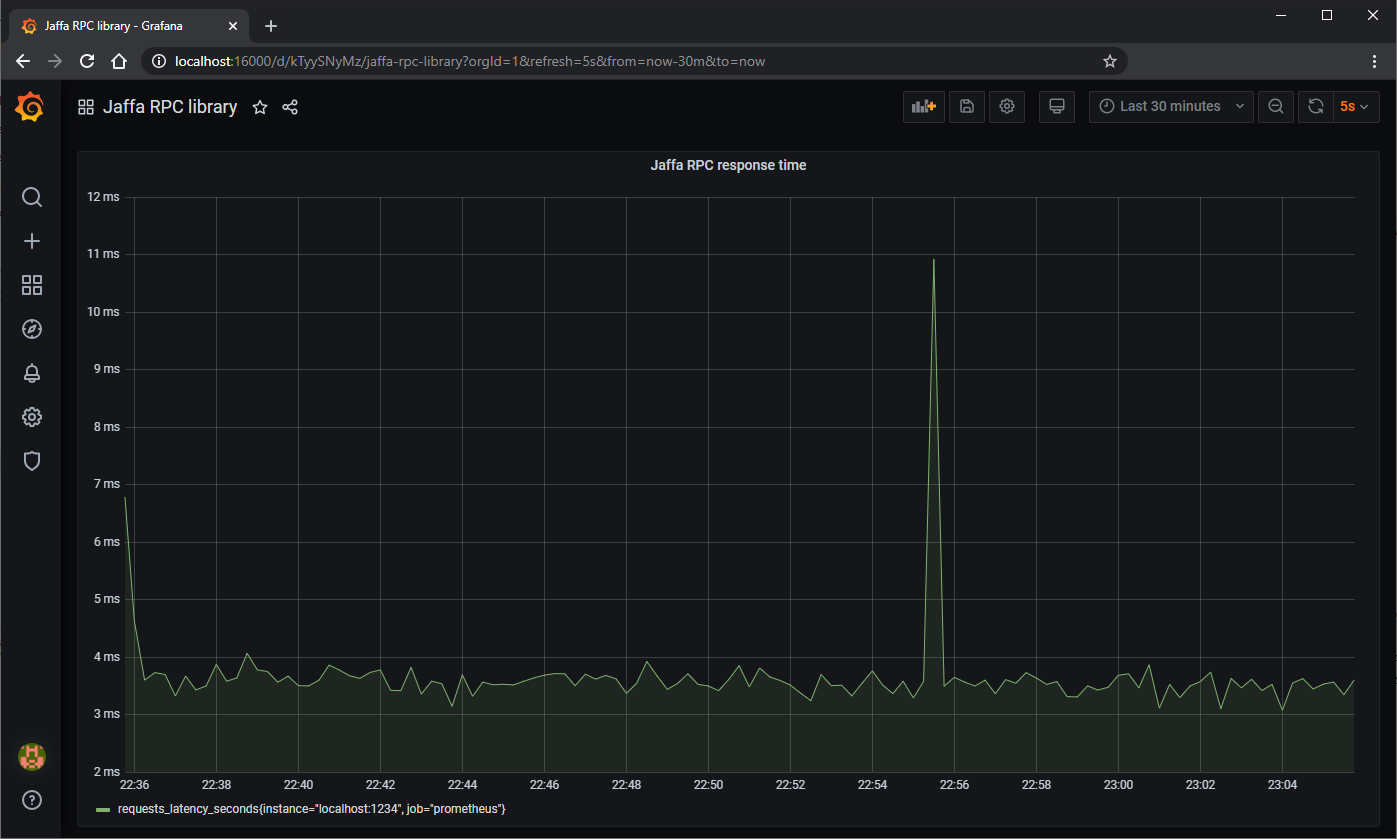 Jaffa RPC library - Grafana
localhost:16000/d/kTyySNyMz/jaffa-rpc-library?orgId=1&refresh=5s&from=now-30m&to=now
Jaffa RPC library
Last 30 minutes
5s
Jaffa RPC response time
12 ms
11 ms
10 ms
9 ms
8 ms
7 ms
6 ms
5 ms
4 ms
3 ms
2 ms
22:36 22:38 22:40 22:42 22:44 22:46 22:48 22:50 22:52 22:54 22:56 22:58 23:00 23:02 23:04
requests_latency_seconds{instance="localhost:1234", job="prometheus"}